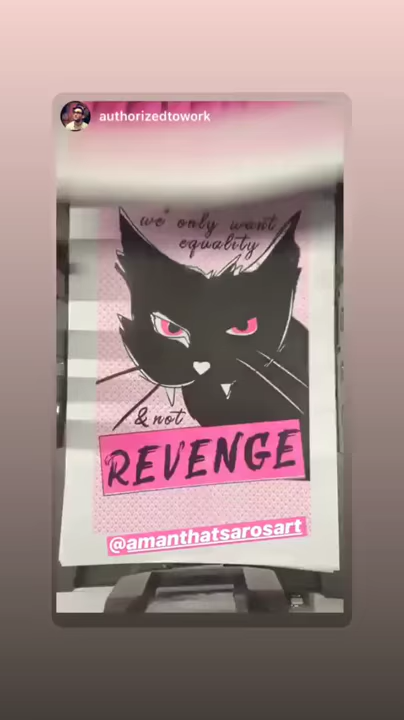 authorizedtowork
we only want
equality
& not
REVENGE
@amanthatsarosart